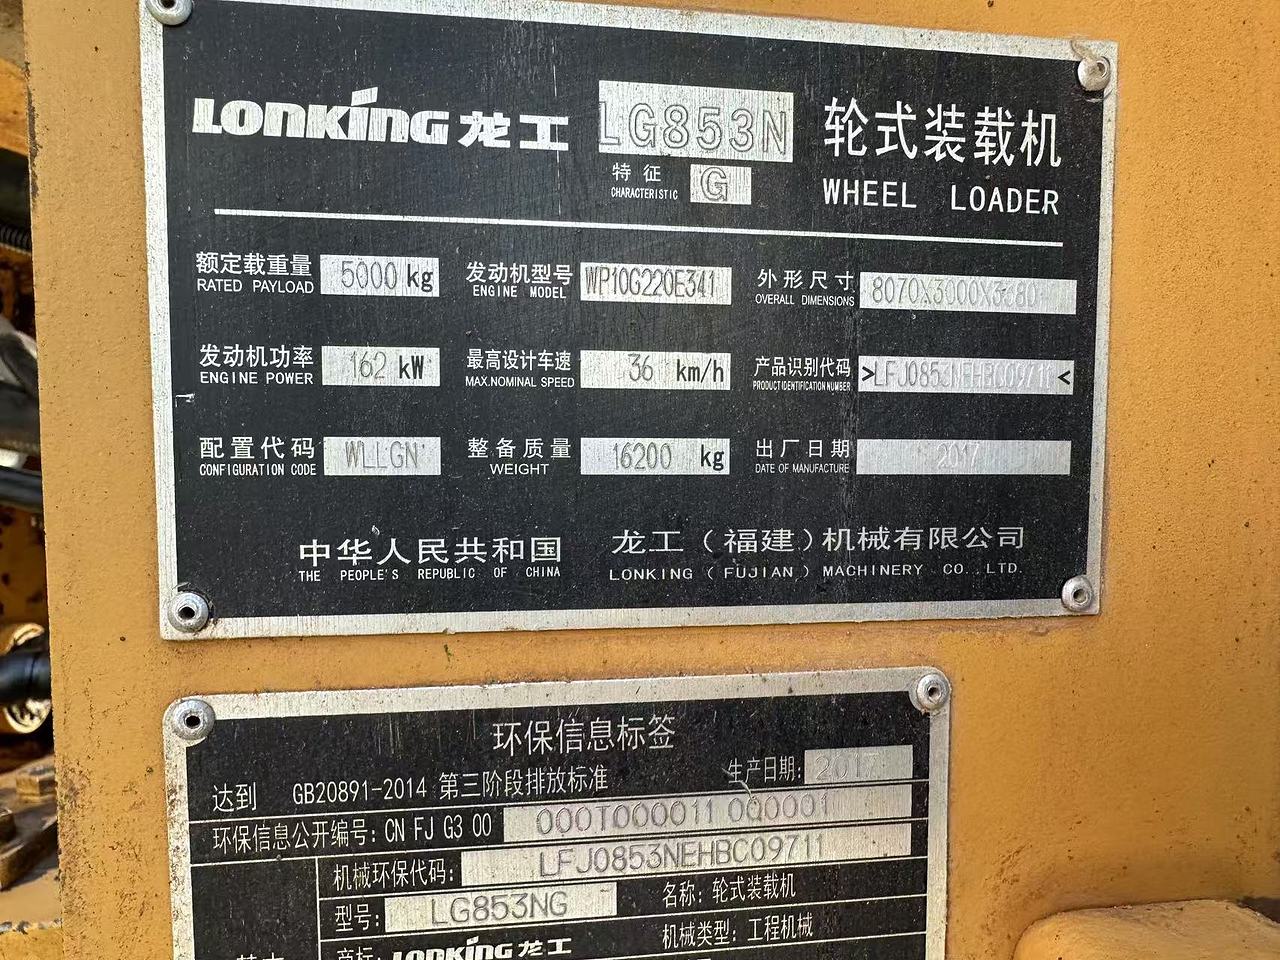 LONKING 龙工 LG853N 轮式装载机
特征 CHARACTERISTIC G WHEEL LOADER
额定载重量 RATED PAYLOAD 5000 kg 发动机型号 ENGINE MODEL WP10G220E341 外形尺寸 OVERALL DIMENSIONS 8070X3000X3380
发动机功率 ENGINE POWER 162 kW 最高设计车速 MAX.NOMINAL SPEED 36 km/h 产品识别代码 PRODUCT IDENTIFICATION NUMBER >LFJ0853NEHBC09711<
配置代码 CONFIGURATION CODE WLLGN 整备质量 WEIGHT 16200 kg 出厂日期 DATE OF MANUFACTURE 2017
中华人民共和国 龙工（福建）机械有限公司
THE PEOPLE'S REPUBLIC OF CHINA LONKING (FUJIAN) MACHINERY CO.,LTD.
环保信息标签
达到 GB20891-2014 第三阶段排放标准 生产日期: 2017
环保信息公开编号: CN FJ G3 00 000T000011 000001
机械环保代码: LFJ0853NEHBC09711
型号: LG853NG 名称: 轮式装载机
商标: LONKING 龙工 机械类型: 工程机械